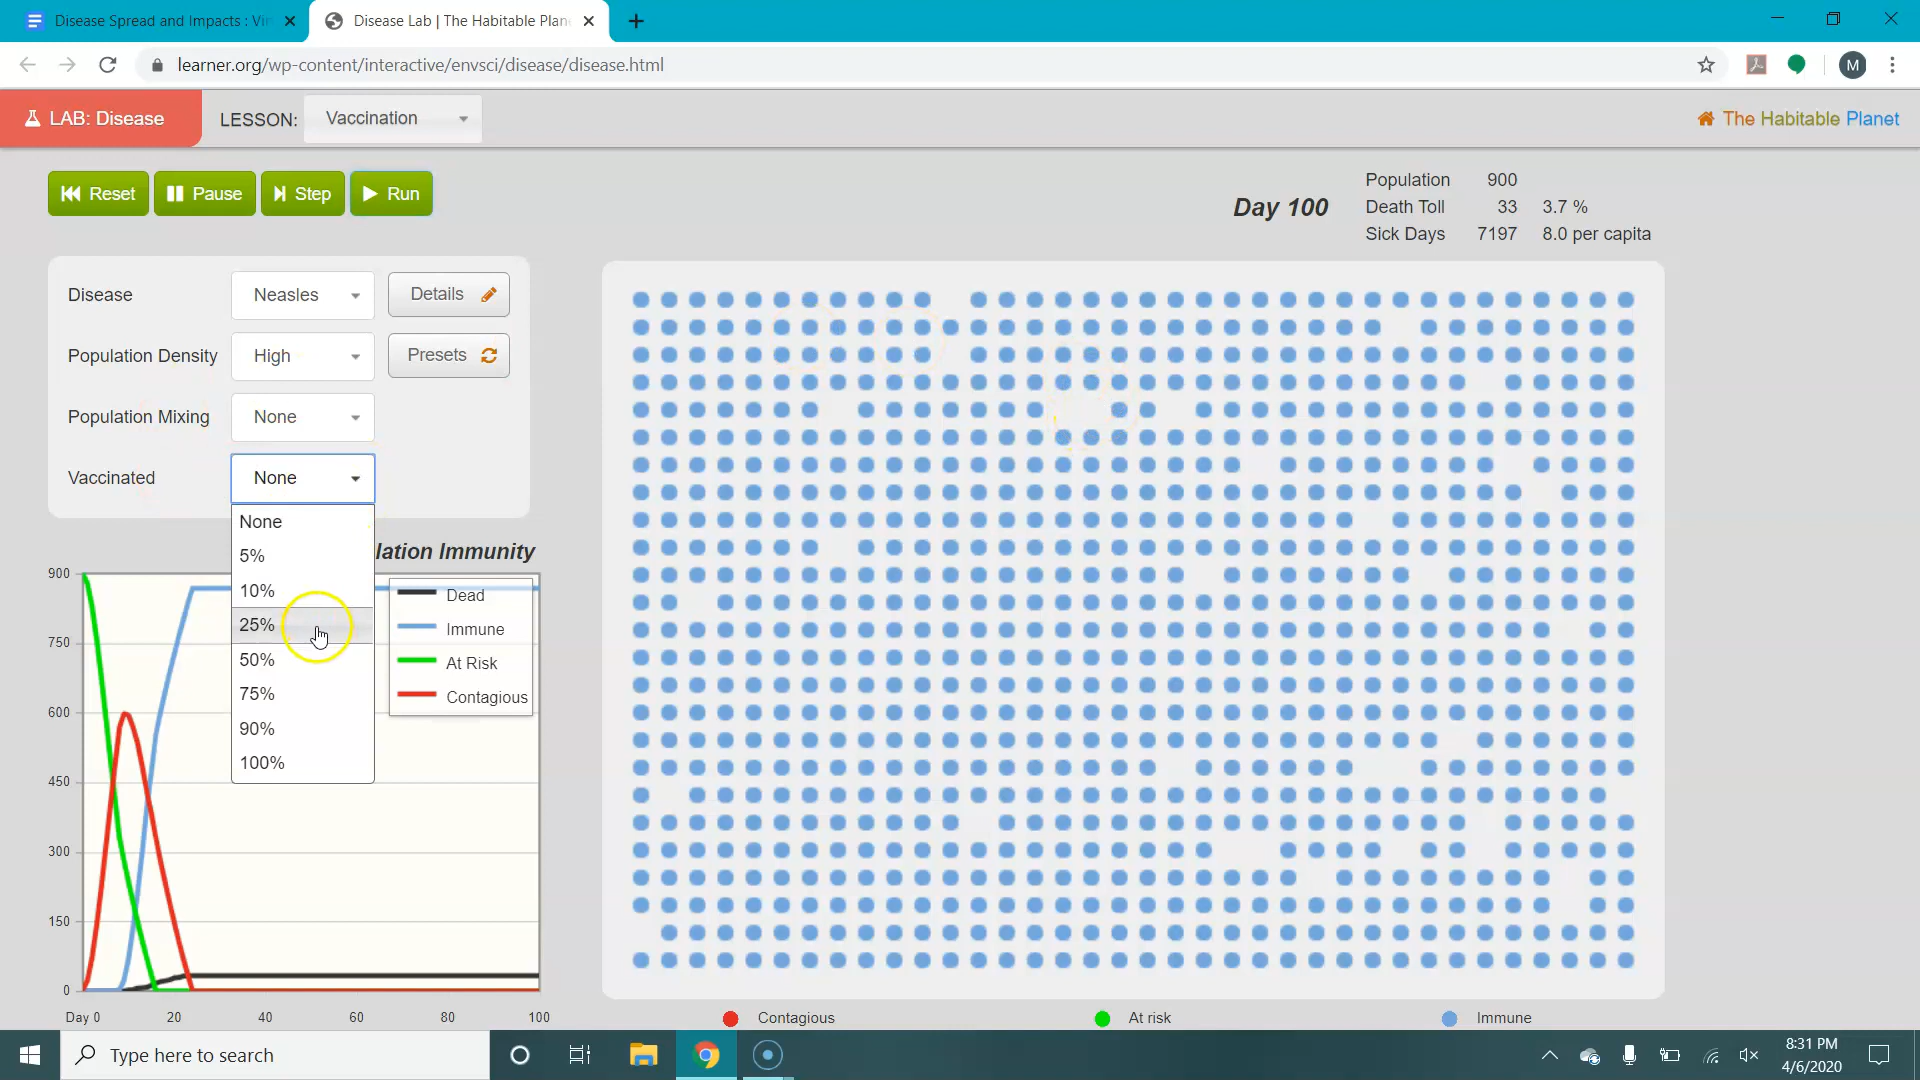 Disease Spread and Impacts : Vir
Disease Lab | The Habitable Plan
learner.org/wp-content/interactive/envsci/disease/disease.html
M
LAB: Disease
LESSON:
Vaccination
The Habitable Planet
Reset
Pause
Step
Run
Day 100
Population 900
Death Toll 33 3.7 %
Sick Days 7197 8.0 per capita
Disease
Neasles
Details
Population Density
High
Presets
Population Mixing
None
Vaccinated
None
None
5%
10%
25%
50%
75%
90%
100%
lation Immunity
900
750
600
450
300
150
0
Day 0 20 40 60 80 100
Dead
Immune
At Risk
Contagious
Contagious
At risk
Immune
Type here to search
8:31 PM
4/6/2020